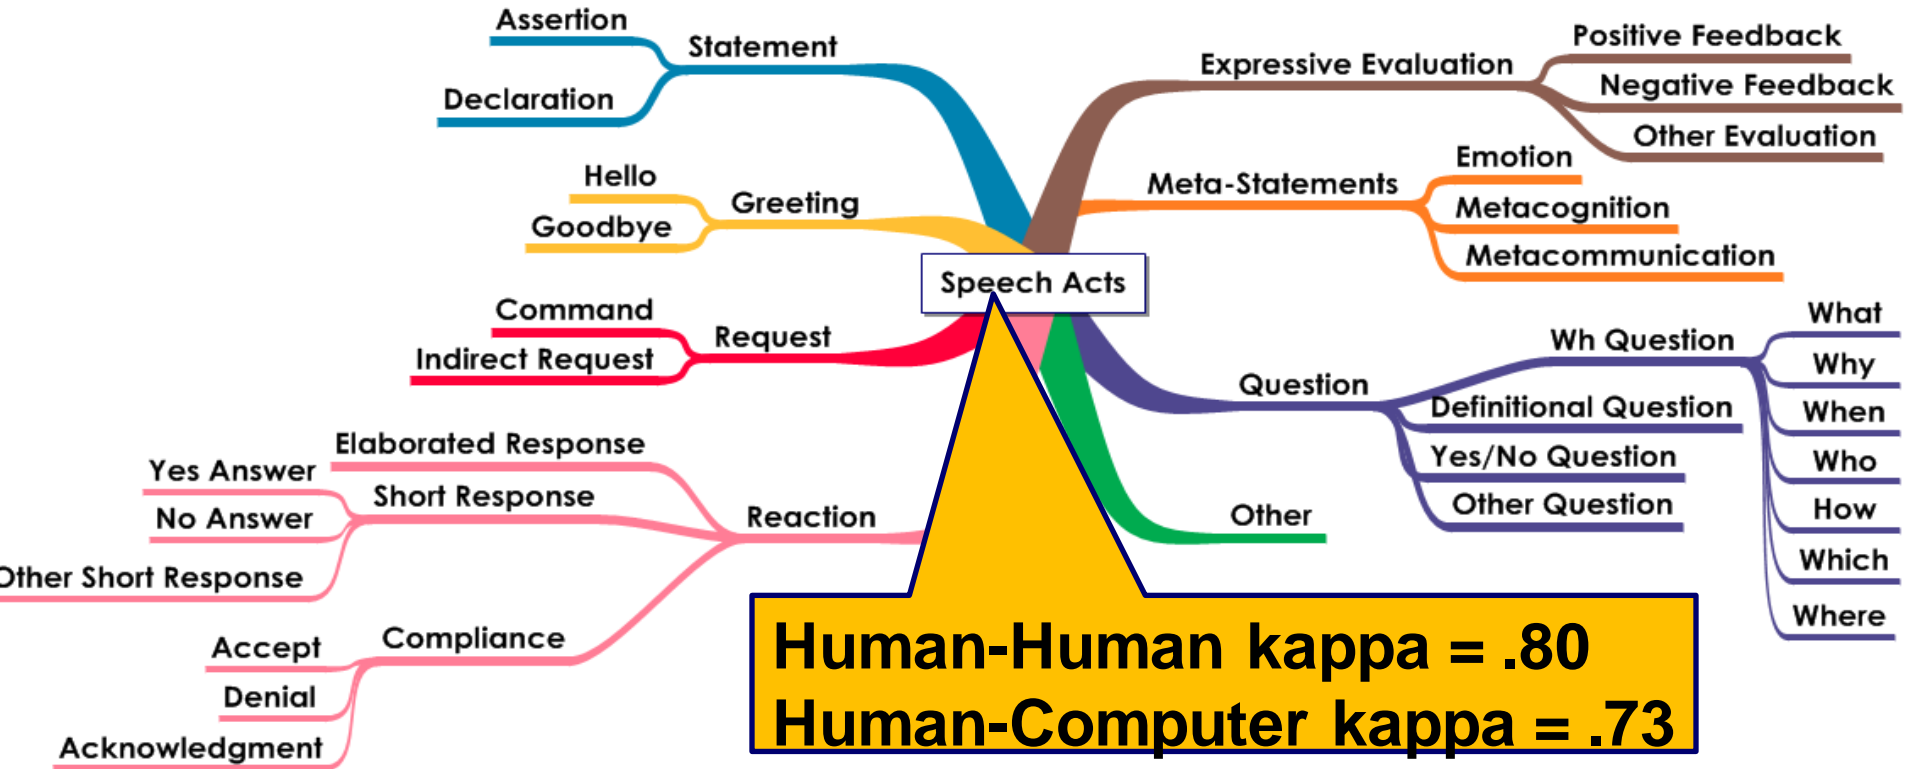 Assertion
Statement
Declaration
Hello
Greeting
Goodbye
Command
Request
Indirect Request
Elaborated Response
Yes Answer
Short Response
No Answer
Reaction
Other Short Response
Accept
Compliance
Denial
Acknowledgment
Speech Acts
Positive Feedback
Expressive Evaluation
Negative Feedback
Other Evaluation
Emotion
Meta-Statements
Metacognition
Metacommunication
What
Wh Question
Why
Question
Definitional Question
When
Yes/No Question
Who
Other Question
How
Other
Which
Where
Human-Human kappa = .80
Human-Computer kappa = .73